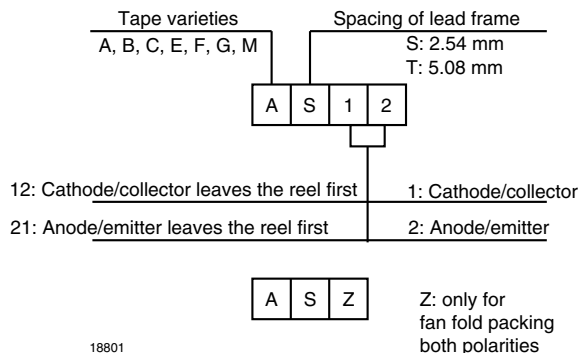 Tape varieties
A, B, C, E, F, G, M
Spacing of lead frame
S: 2.54 mm
T: 5.08 mm
A S 1 2
12: Cathode/collector leaves the reel first
1: Cathode/collector
21: Anode/emitter leaves the reel first
2: Anode/emitter
A S Z
Z: only for
fan fold packing
both polarities
18801